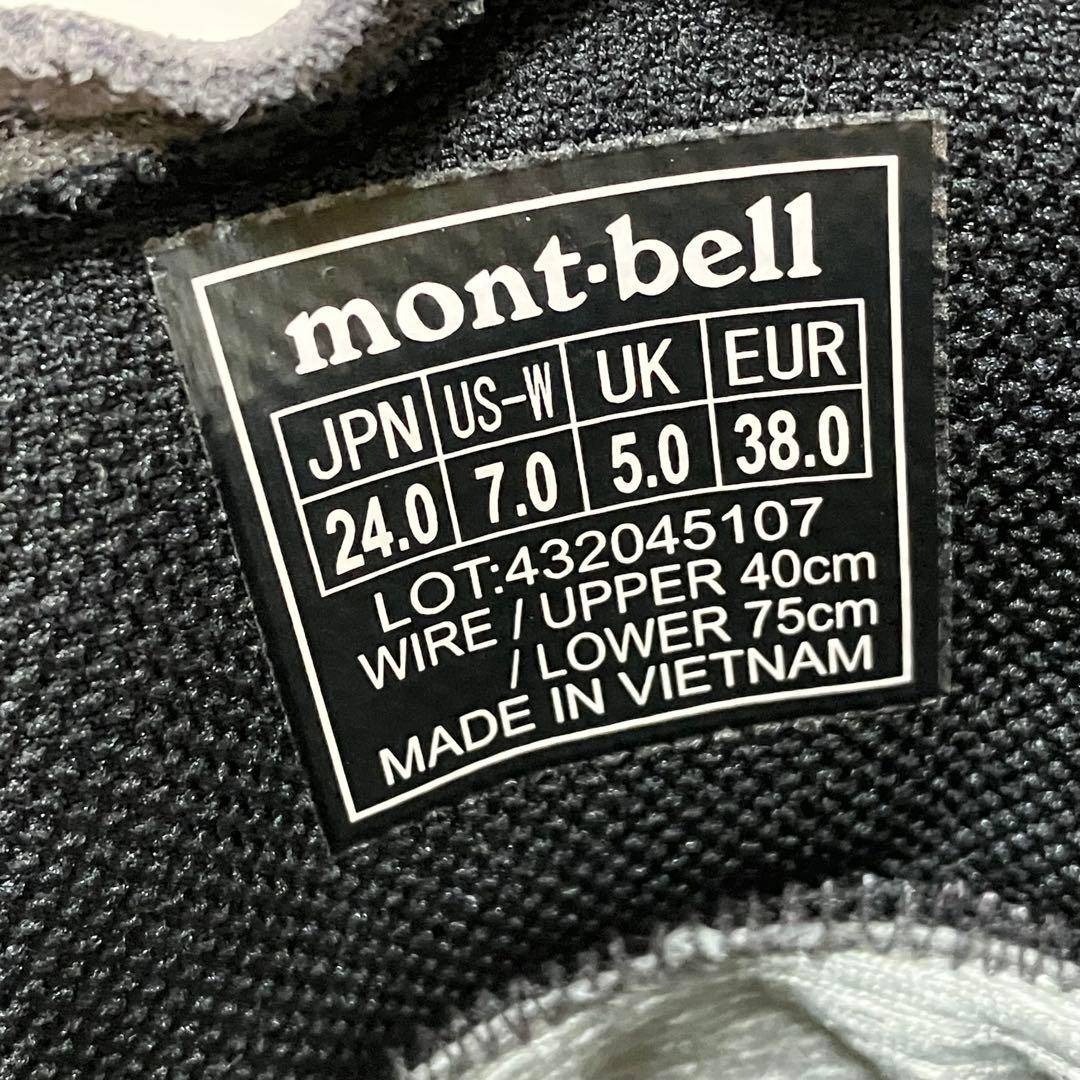 mont·bell
JPN US-W UK EUR
24.0 7.0 5.0 38.0
LOT:432045107
WIRE / UPPER 40cm
/ LOWER 75cm
MADE IN VIETNAM